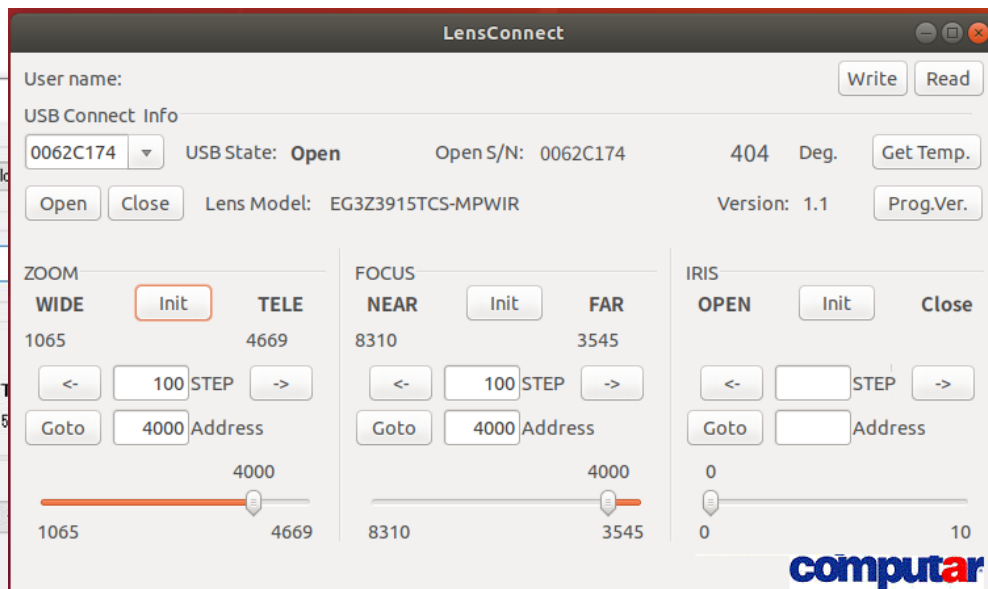 LensConnect
User name: Write Read
USB Connect Info
0062C174 USB State: Open Open S/N: 0062C174 404 Deg. Get Temp.
Open Close Lens Model: EG3Z3915TCS-MPWIR Version: 1.1 Prog.Ver.
ZOOM FOCUS IRIS
WIDE Init TELE NEAR Init FAR OPEN Init Close
1065 4669 8310 3545
<- 100 STEP -> <- 100 STEP -> <- STEP ->
Goto 4000 Address Goto 4000 Address Goto Address
4000 4000 0
1065 4669 8310 3545 0 10
computar